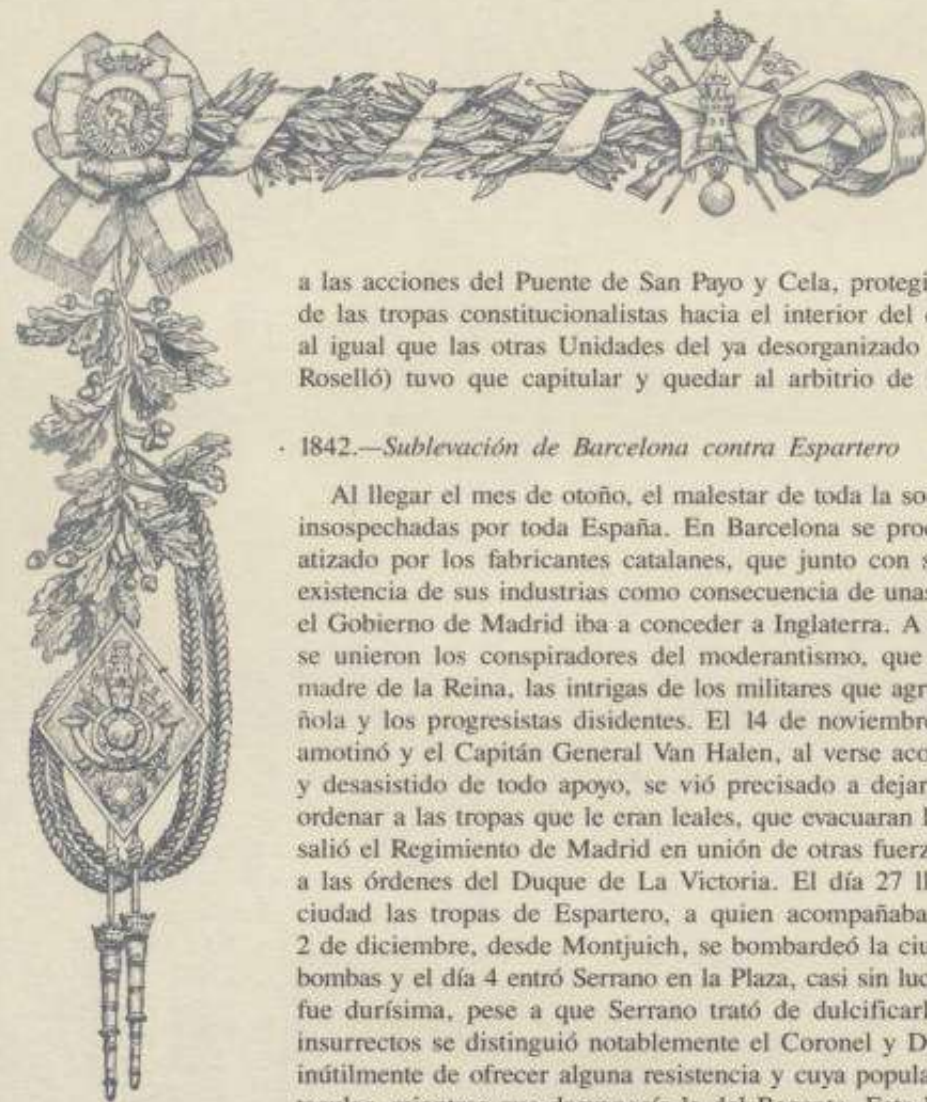 a las acciones del Puente de San Payo y Cela, protegi
de las tropas constitucionalistas hacia el interior del
al igual que las otras Unidades del ya desorganizado
Roselló) tuvo que capitular y quedar al arbitrio de
1842.—Sublevación de Barcelona contra Espartero
Al llegar el mes de otoño, el malestar de toda la so
insospechadas por toda España. En Barcelona se proc
atizado por los fabricantes catalanes, que junto con s
existencia de sus industrias como consecuencia de unas
el Gobierno de Madrid iba a conceder a Inglaterra. A
se unieron los conspiradores del moderantismo, que
madre de la Reina, las intrigas de los militares que agr
ñola y los progresistas disidentes. El 14 de noviembre
amotinó y el Capitán General Van Halen, al verse aco
y desasistido de todo apoyo, se vió precisado a dejar
ordenar a las tropas que le eran leales, que evacuaran
salió el Regimiento de Madrid en unión de otras fuerz
a las órdenes del Duque de La Victoria. El día 27 ll
ciudad las tropas de Espartero, a quien acompañaba
2 de diciembre, desde Montjuich, se bombardeó la ciu
bombas y el día 4 entró Serrano en la Plaza, casi sin luc
fue durísima, pese a que Serrano trató de dulcificarl
insurrectos se distinguió notablemente el Coronel y D
inútilmente de ofrecer alguna resistencia y cuya popula